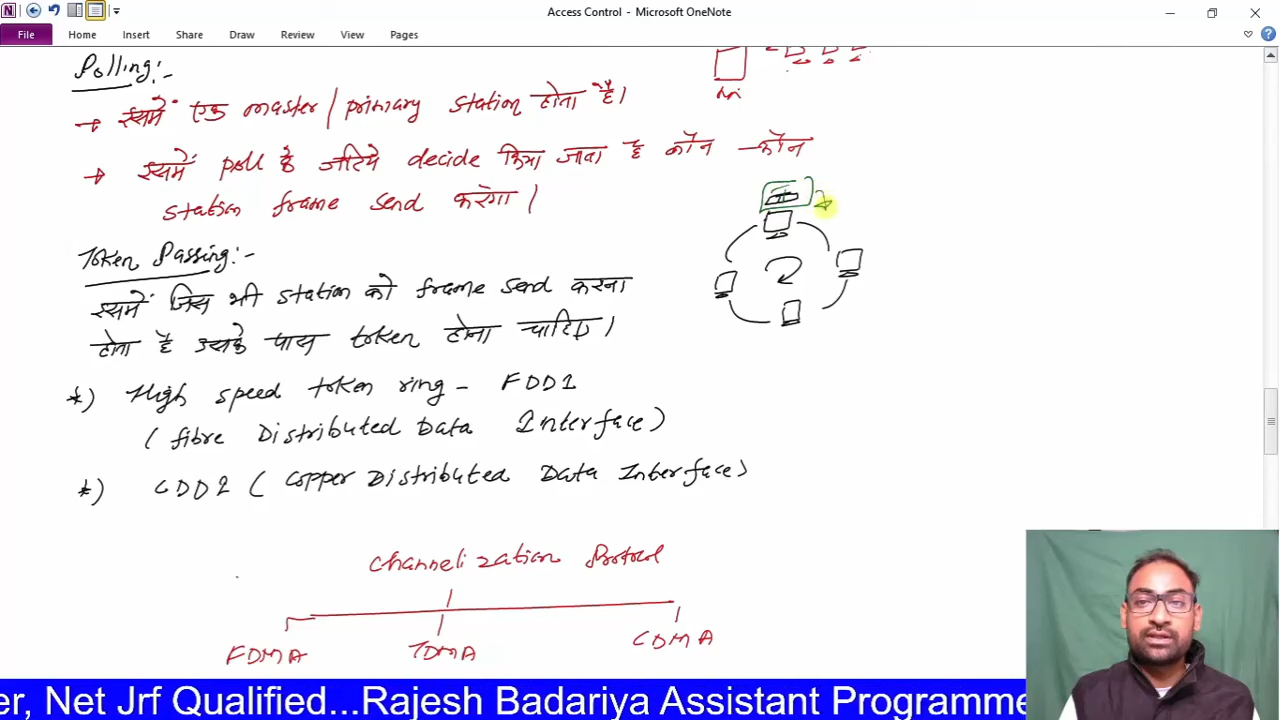 Access Control - Microsoft OneNote
File Home Insert Share Draw Review View Pages
Polling:-
→ इसमें एक master/primary station होता है।
→ इसमें poll के जरिये decide किया जाता है कौन - कौन
station frame send करेगा।
Token Passing:-
इसमें जिस भी station को frame send करना
होता है उसके पास token होना चाहिए।
*) High speed token ring - FDDI
(fibre Distributed Data Interface)
*) CDDI (Copper Distributed Data Interface)
Channelization Protocol
FDMA TDMA CDMA
er, Net Jrf Qualified...Rajesh Badariya Assistant Programme